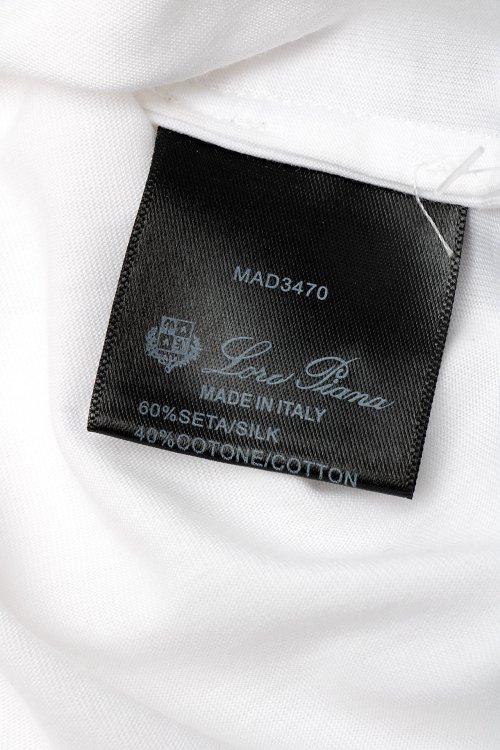 MAD3470
Loro Piana
MADE IN ITALY
60%SETA/SILK
40%COTONE/COTTON